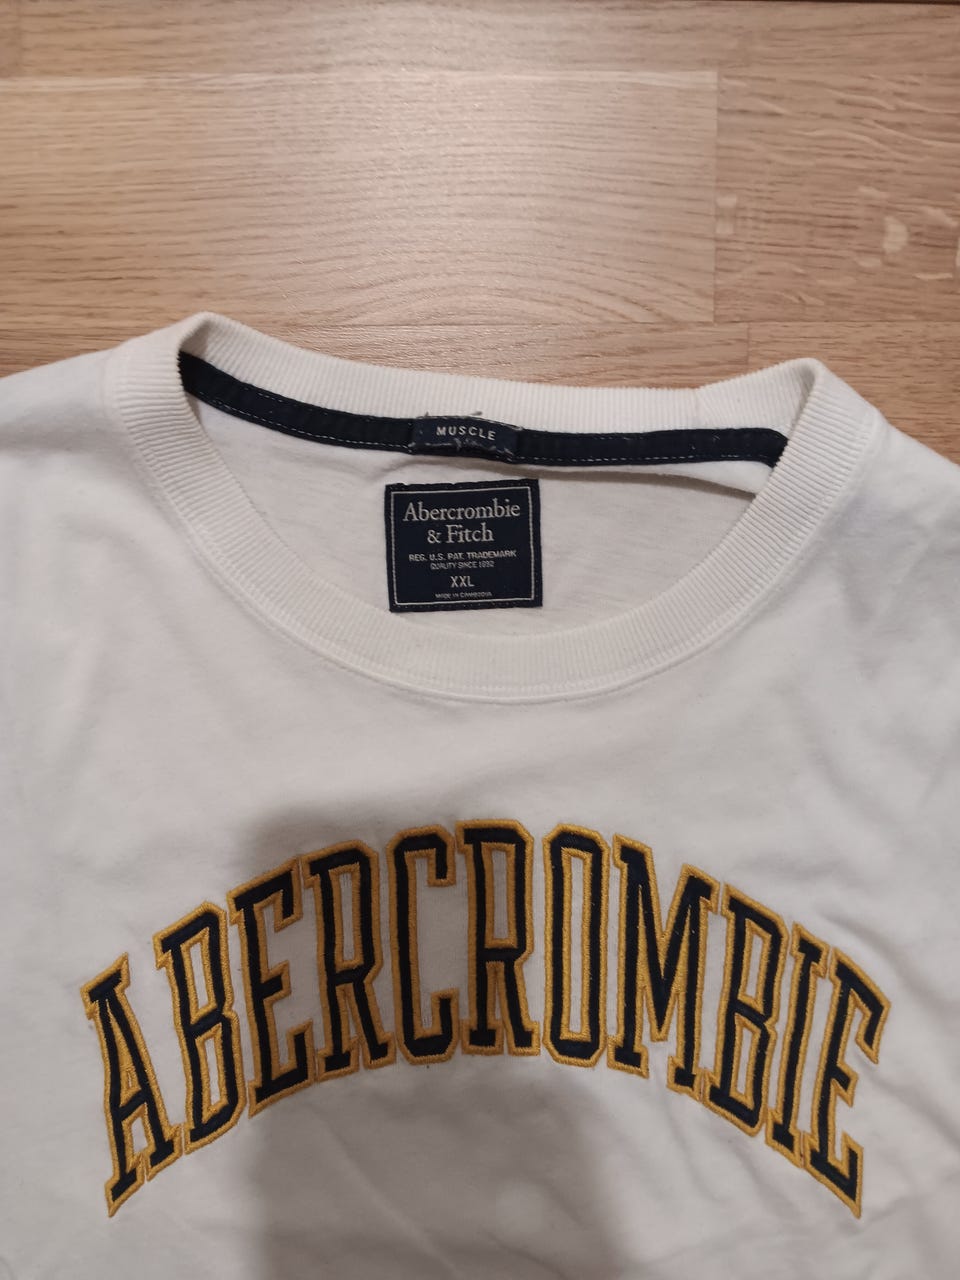 MUSCLE
Abercrombie
& Fitch
REG. U.S. PAT. TRADEMARK
QUALITY SINCE 1892
XXL
MADE IN CAMBODIA
ABERCROMBIE